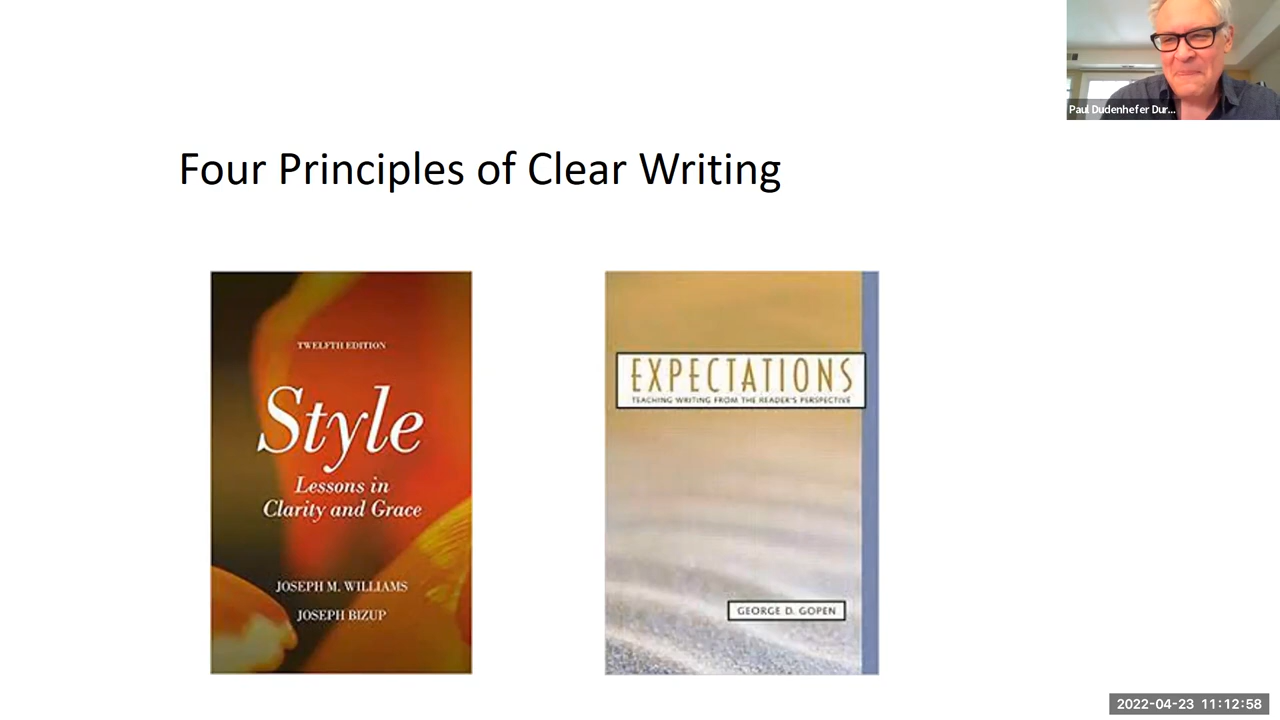 Paul Dudenhefer Dur...
Four Principles of Clear Writing
TWELFTH EDITION
Style
Lessons in
Clarity and Grace
JOSEPH M. WILLIAMS
JOSEPH BIZUP
EXPECTATIONS
TEACHING WRITING FROM THE READER'S PERSPECTIVE
GEORGE D. GOPEN
2022-04-23 11:12:58